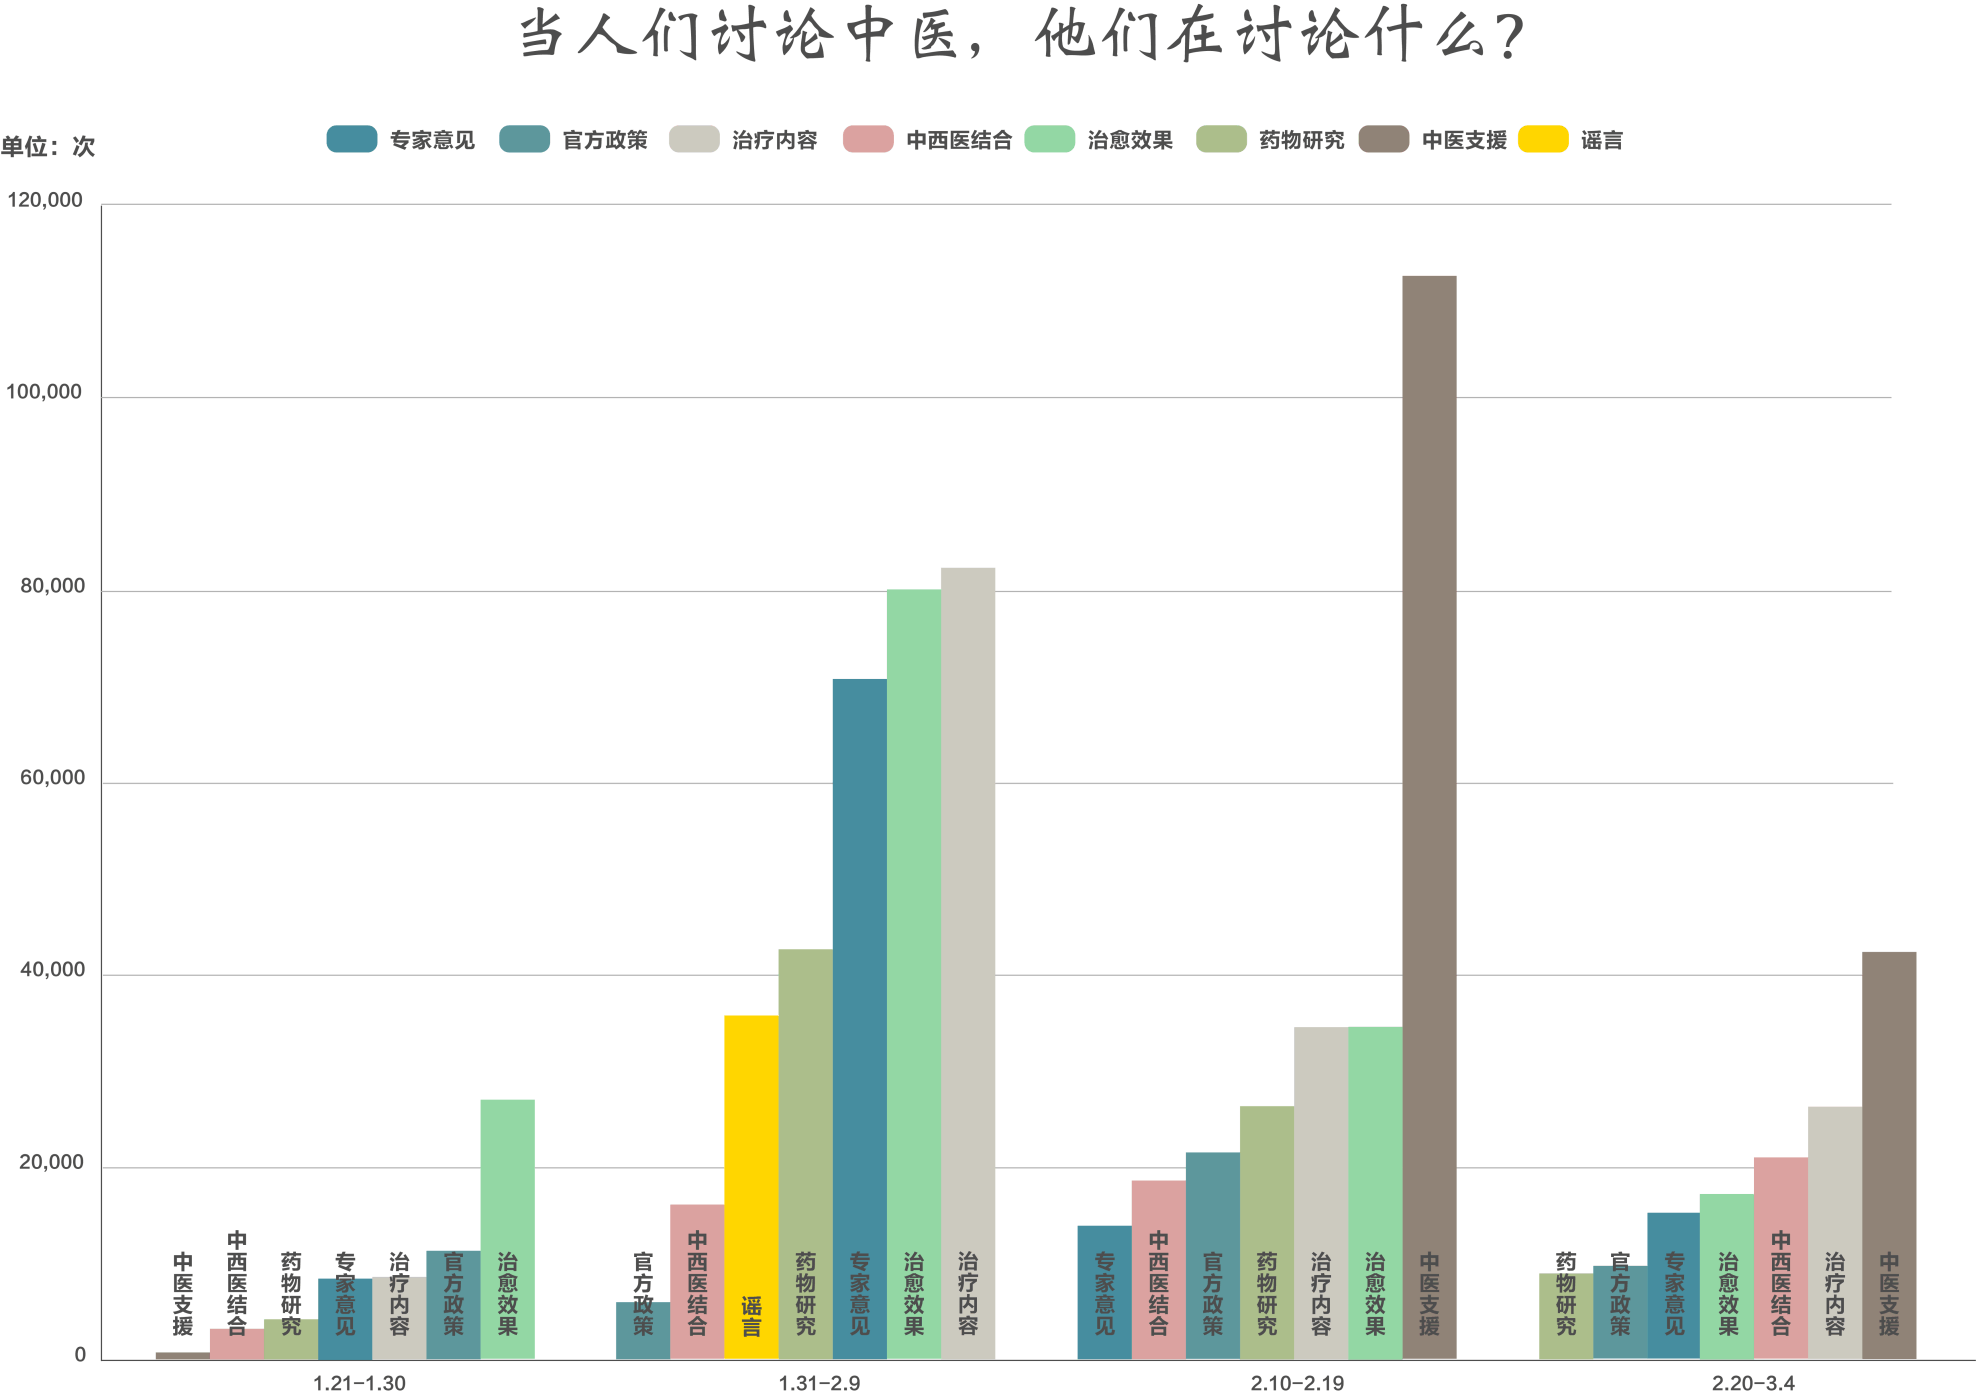 当人们讨论中医，他们在讨论什么？
单位：次
专家意见 官方政策 治疗内容 中西医结合 治愈效果 药物研究 中医支援 谣言
120,000
100,000
80,000
60,000
40,000
20,000
0
中医支援
中西医结合
药物研究
专家意见
治疗内容
官方政策
治愈效果
官方政策
中西医结合
谣言
药物研究
专家意见
治愈效果
治疗内容
专家意见
中西医结合
官方政策
药物研究
治疗内容
治愈效果
中医支援
药物研究
官方政策
专家意见
治愈效果
中西医结合
治疗内容
中医支援
1.21-1.30
1.31-2.9
2.10-2.19
2.20-3.4